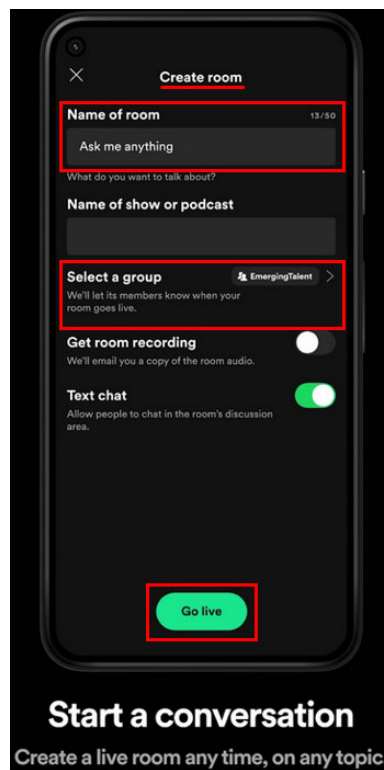 Create room
Name of room 13/50
Ask me anything
What do you want to talk about?
Name of show or podcast
Select a group EmergingTalent
We'll let its members know when your
room goes live.
Get room recording
We'll email you a copy of the room audio.
Text chat
Allow people to chat in the room's discussion
area.
Go live
Start a conversation
Create a live room any time, on any topic